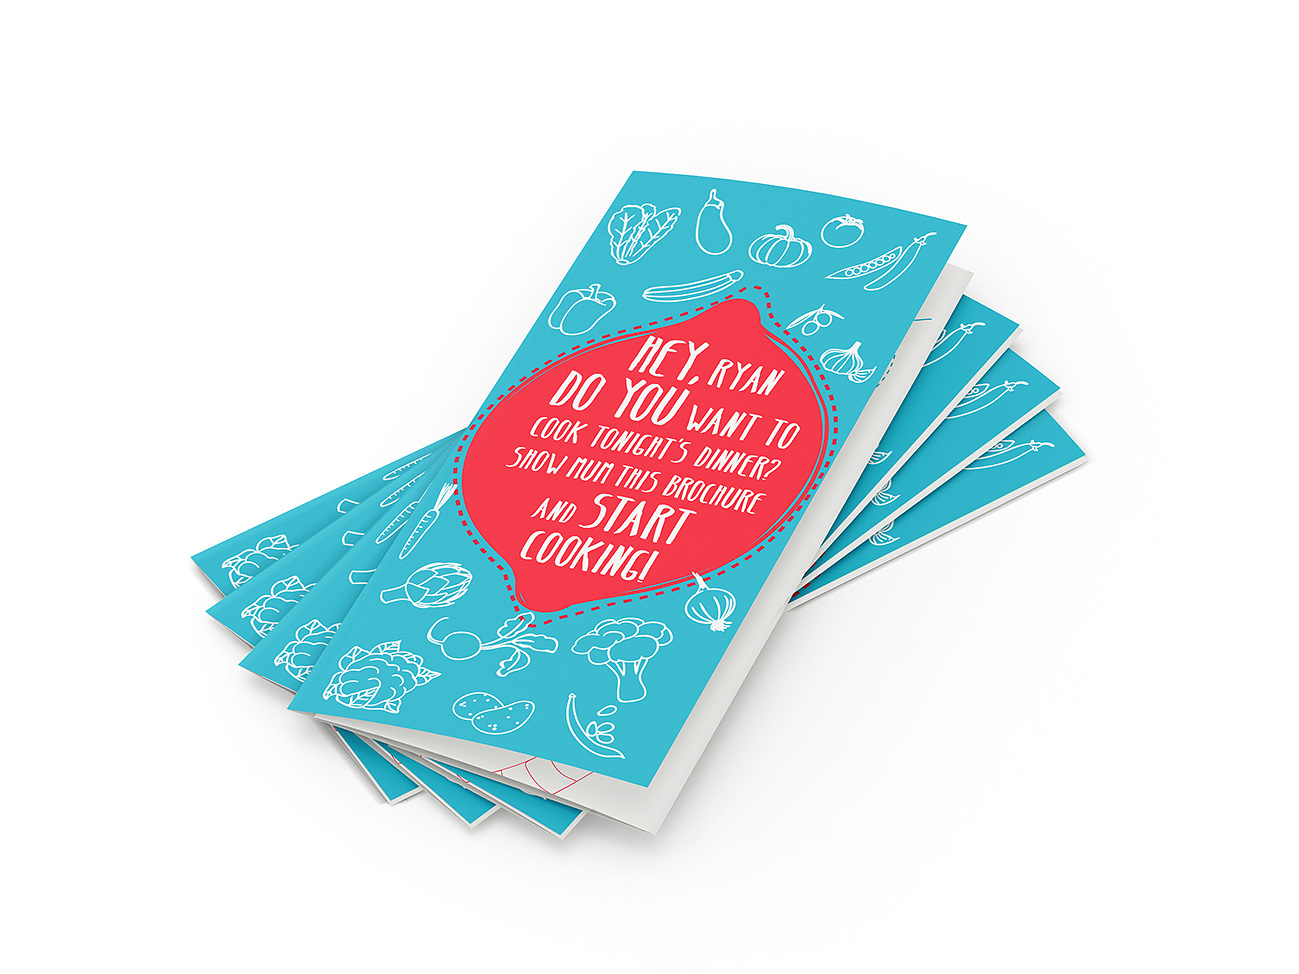 HEY, RYAN
DO YOU WANT TO
COOK TONIGHT'S DINNER?
SHOW MUM THIS BROCHURE
AND START
COOKING!